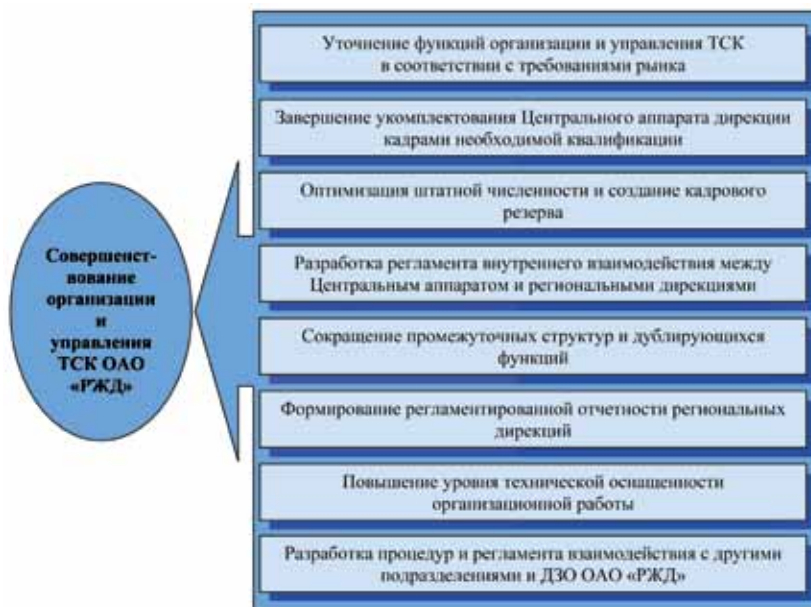 Совершенст-
вование
организации
и
управления
ТСК ОАО
«РЖД»
Уточнение функций организации и управления ТСК
в соответствии с требованиями рынка
Завершение укомплектования Центрального аппарата дирекции
кадрами необходимой квалификации
Оптимизация штатной численности и создание кадрового
резерва
Разработка регламента внутреннего взаимодействия между
Центральным аппаратом и региональными дирекциями
Сокращение промежуточных структур и дублирующихся
функций
Формирование регламентированной отчетности региональных
дирекций
Повышение уровня технической оснащенности
организационной работы
Разработка процедур и регламента взаимодействия с другими
подразделениями и ДЗО ОАО «РЖД»